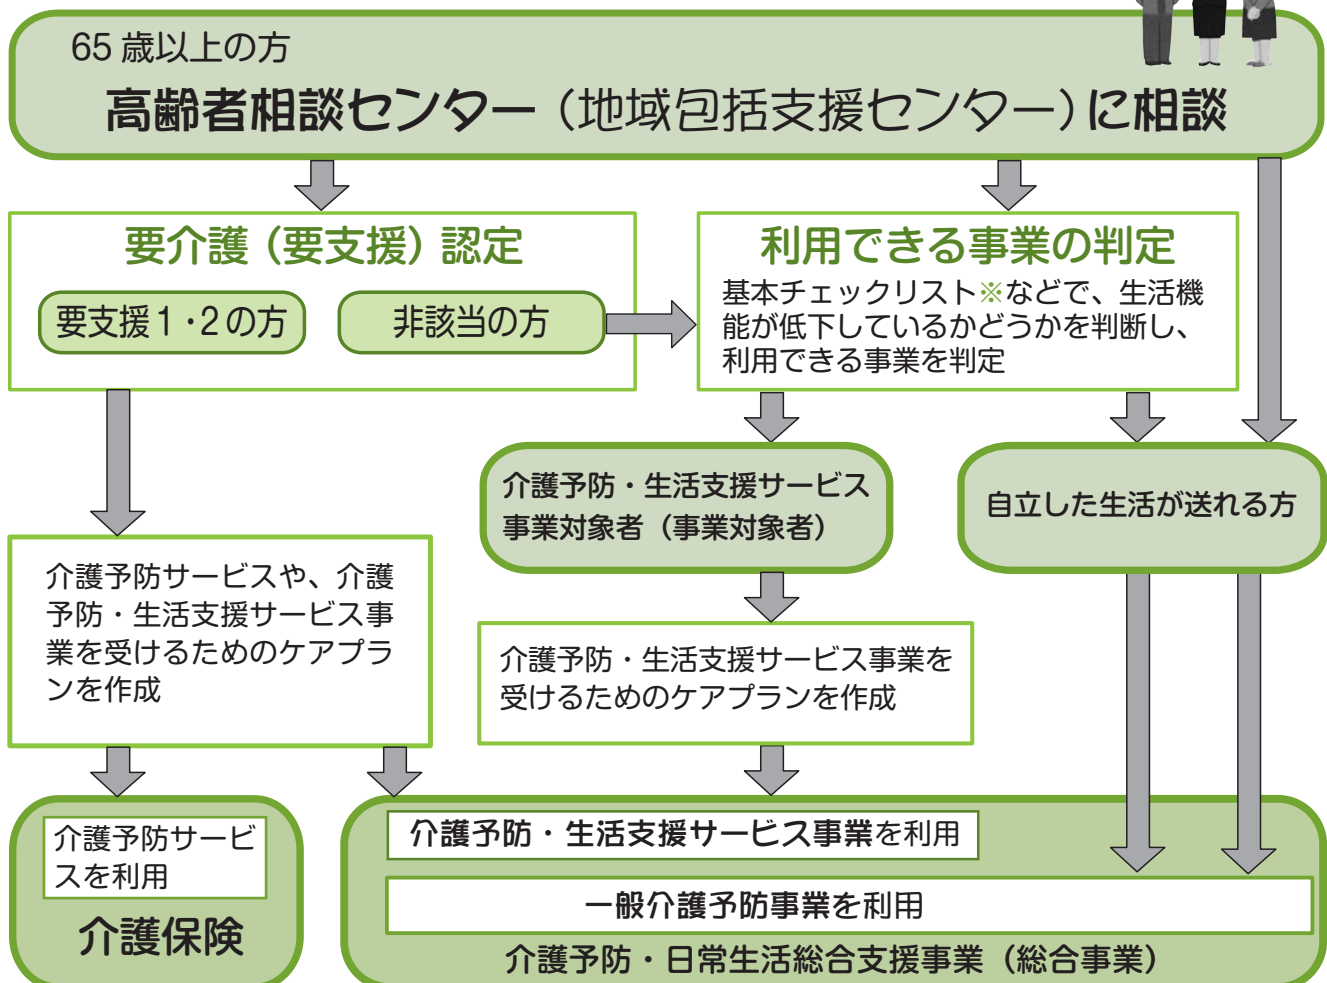 65歳以上の方
高齢者相談センター（地域包括支援センター）に相談
要介護（要支援）認定
要支援1・2の方
非該当の方
利用できる事業の判定
基本チェックリスト※などで、生活機
能が低下しているかどうかを判断し、
利用できる事業を判定
介護予防・生活支援サービス
事業対象者（事業対象者）
自立した生活が送れる方
介護予防サービスや、介護
予防・生活支援サービス事
業を受けるためのケアプラ
ンを作成
介護予防・生活支援サービス事業を
受けるためのケアプランを作成
介護予防サービ
スを利用
介護保険
介護予防・生活支援サービス事業を利用
一般介護予防事業を利用
介護予防・日常生活総合支援事業（総合事業）